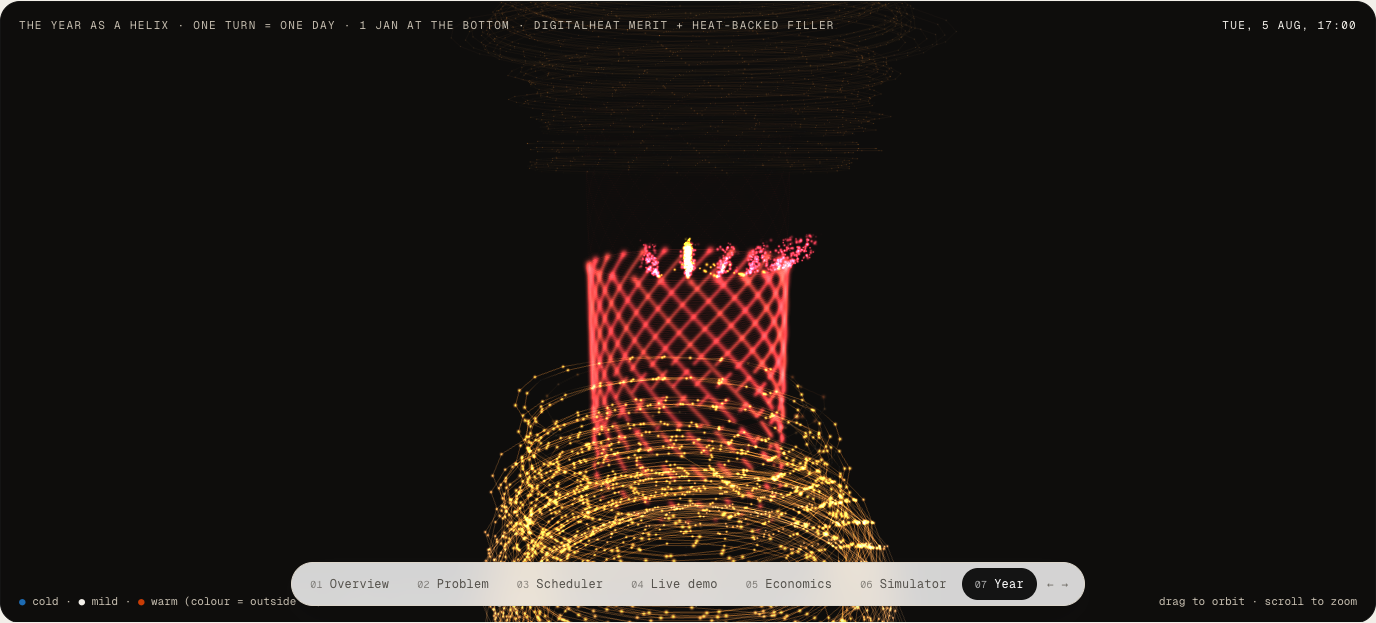 THE YEAR AS A HELIX · ONE TURN = ONE DAY · 1 JAN AT THE BOTTOM · DIGITALHEAT MERIT + HEAT-BACKED FILLER
TUE, 5 AUG, 17:00
01 Overview 02 Problem 03 Scheduler 04 Live demo 05 Economics 06 Simulator 07 Year ← →
● cold · ● mild · ● warm (colour = outside
drag to orbit · scroll to zoom